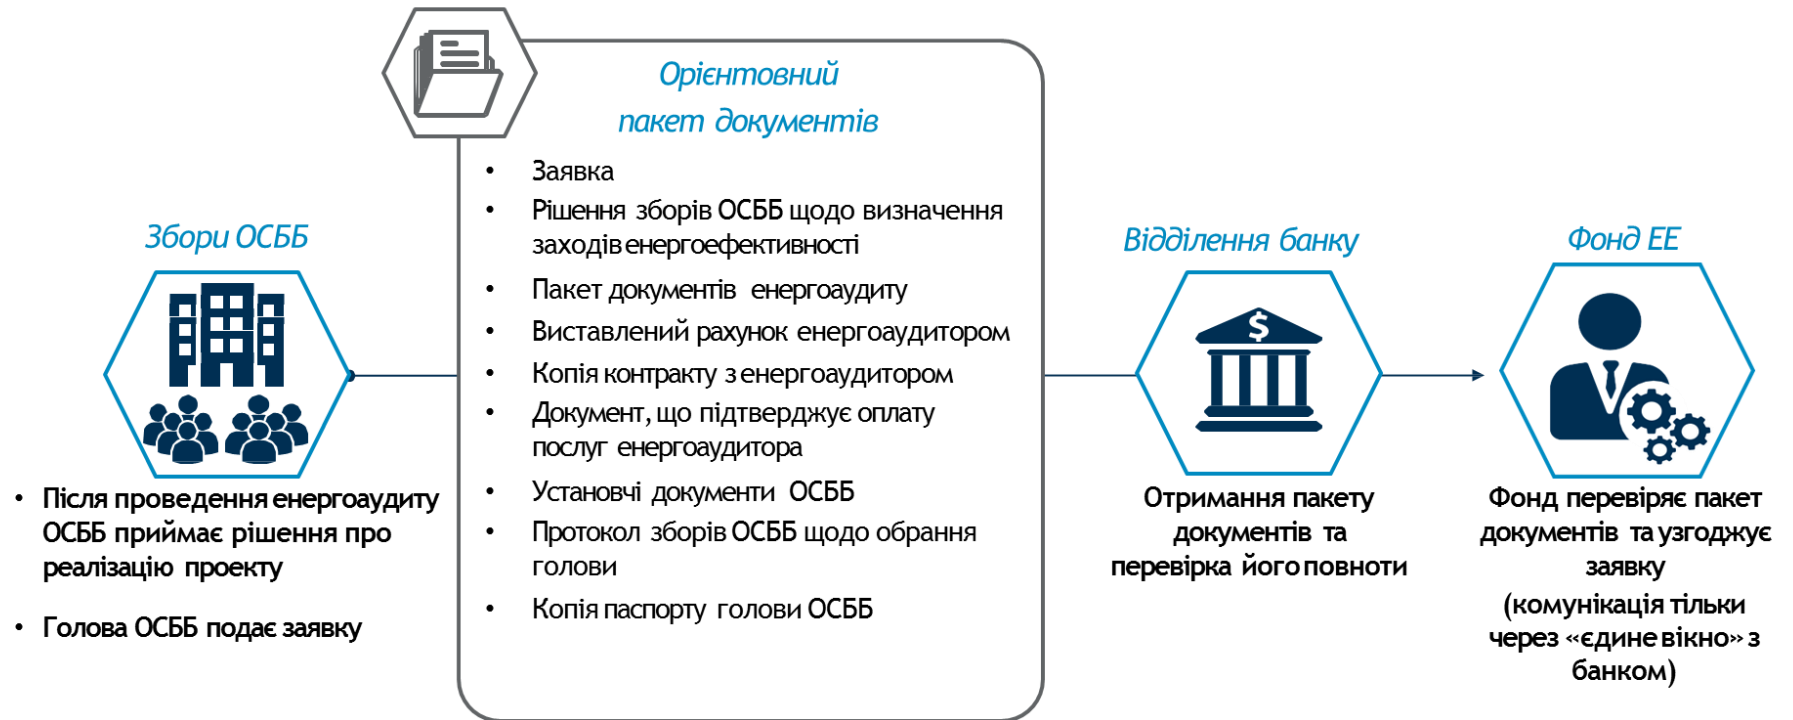 Збори ОСББ
• Після проведення енергоаудиту
ОСББ приймає рішення про
реалізацію проекту
• Голова ОСББ подає заявку
Орієнтовний
пакет документів
• Заявка
• Рішення зборів ОСББ щодо визначення
заходів енергоефективності
• Пакет документів енергоаудиту
• Виставлений рахунок енергоаудитором
• Копія контракту з енергоаудитором
• Документ, що підтверджує оплату
послуг енергоаудитора
• Установчі документи ОСББ
• Протокол зборів ОСББ щодо обрання
голови
• Копія паспорту голови ОСББ
Відділення банку
$
Отримання пакету
документів та
перевірка його повноти
Фонд ЕЕ
Фонд перевіряє пакет
документів та узгоджує
заявку
(комунікація тільки
через «єдине вікно» з
банком)